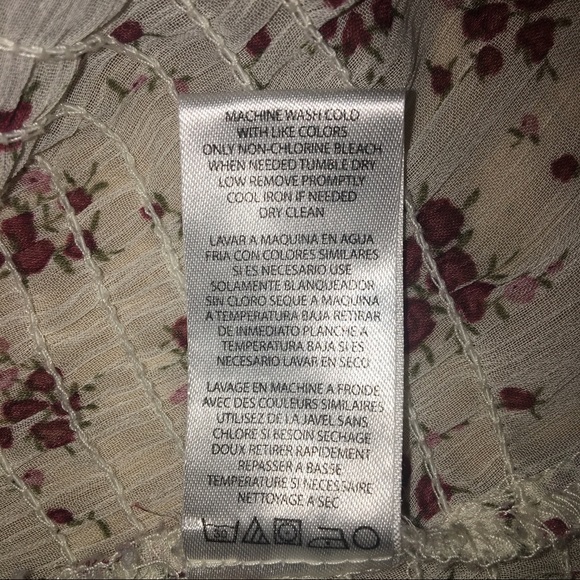 MACHINE WASH COLD
WITH LIKE COLORS
ONLY NON-CHLORINE BLEACH
WHEN NEEDED TUMBLE DRY
LOW REMOVE PROMPTLY
COOL IRON IF NEEDED
DRY CLEAN
LAVAR A MAQUINA EN AGUA
FRIA CON COLORES SIMILARES
SI ES NECESARIO USE
SOLAMENTE BLANQUEADOR
SIN CLORO SEQUE A MAQUINA
A TEMPERATURA BAJA RETIRAR
DE INMEDIATO PLANCHE A
TEMPERATURA BAJA SI ES
NECESARIO LAVAR EN SECO
LAVAGE EN MACHINE A FROIDE
AVEC DES COULEURS SIMILAIRES
UTILISEZ DE LA JAVEL SANS
CHLORE SI BESOIN SECHAGE
DOUX RETIRER RAPIDEMENT
REPASSER A BASSE
TEMPERATURE SI NECESSAIRE
NETTOYAGE A SEC
30